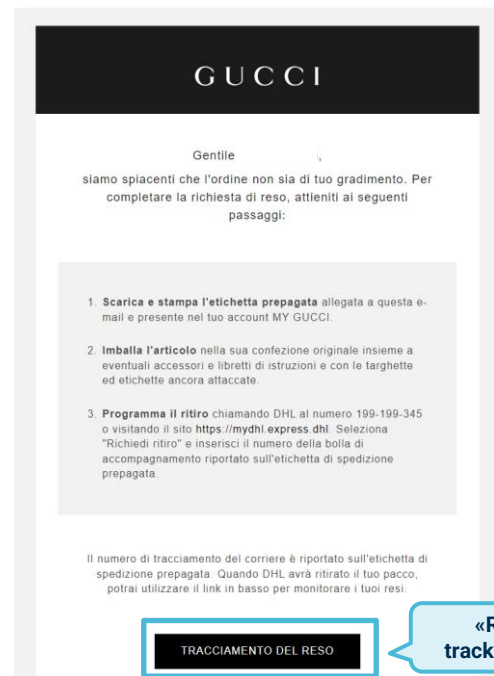 GUCCI
Gentile ,
siamo spiacenti che l'ordine non sia di tuo gradimento. Per
completare la richiesta di reso, attieniti ai seguenti
passaggi:
1. Scarica e stampa l'etichetta prepagata allegata a questa e-
mail e presente nel tuo account MY GUCCI.
2. Imballa l'articolo nella sua confezione originale insieme a
eventuali accessori e libretti di istruzioni e con le targhette
ed etichette ancora attaccate.
3. Programma il ritiro chiamando DHL al numero 199-199-345
o visitando il sito https://mydhl.express.dhl. Seleziona
"Richiedi ritiro" e inserisci il numero della bolla di
accompagnamento riportato sull'etichetta di spedizione
prepagata.
Il numero di tracciamento del corriere è riportato sull'etichetta di
spedizione prepagata. Quando DHL avrà ritirato il tuo pacco,
potrai utilizzare il link in basso per monitorare i tuoi resi.
TRACCIAMENTO DEL RESO
«R
track